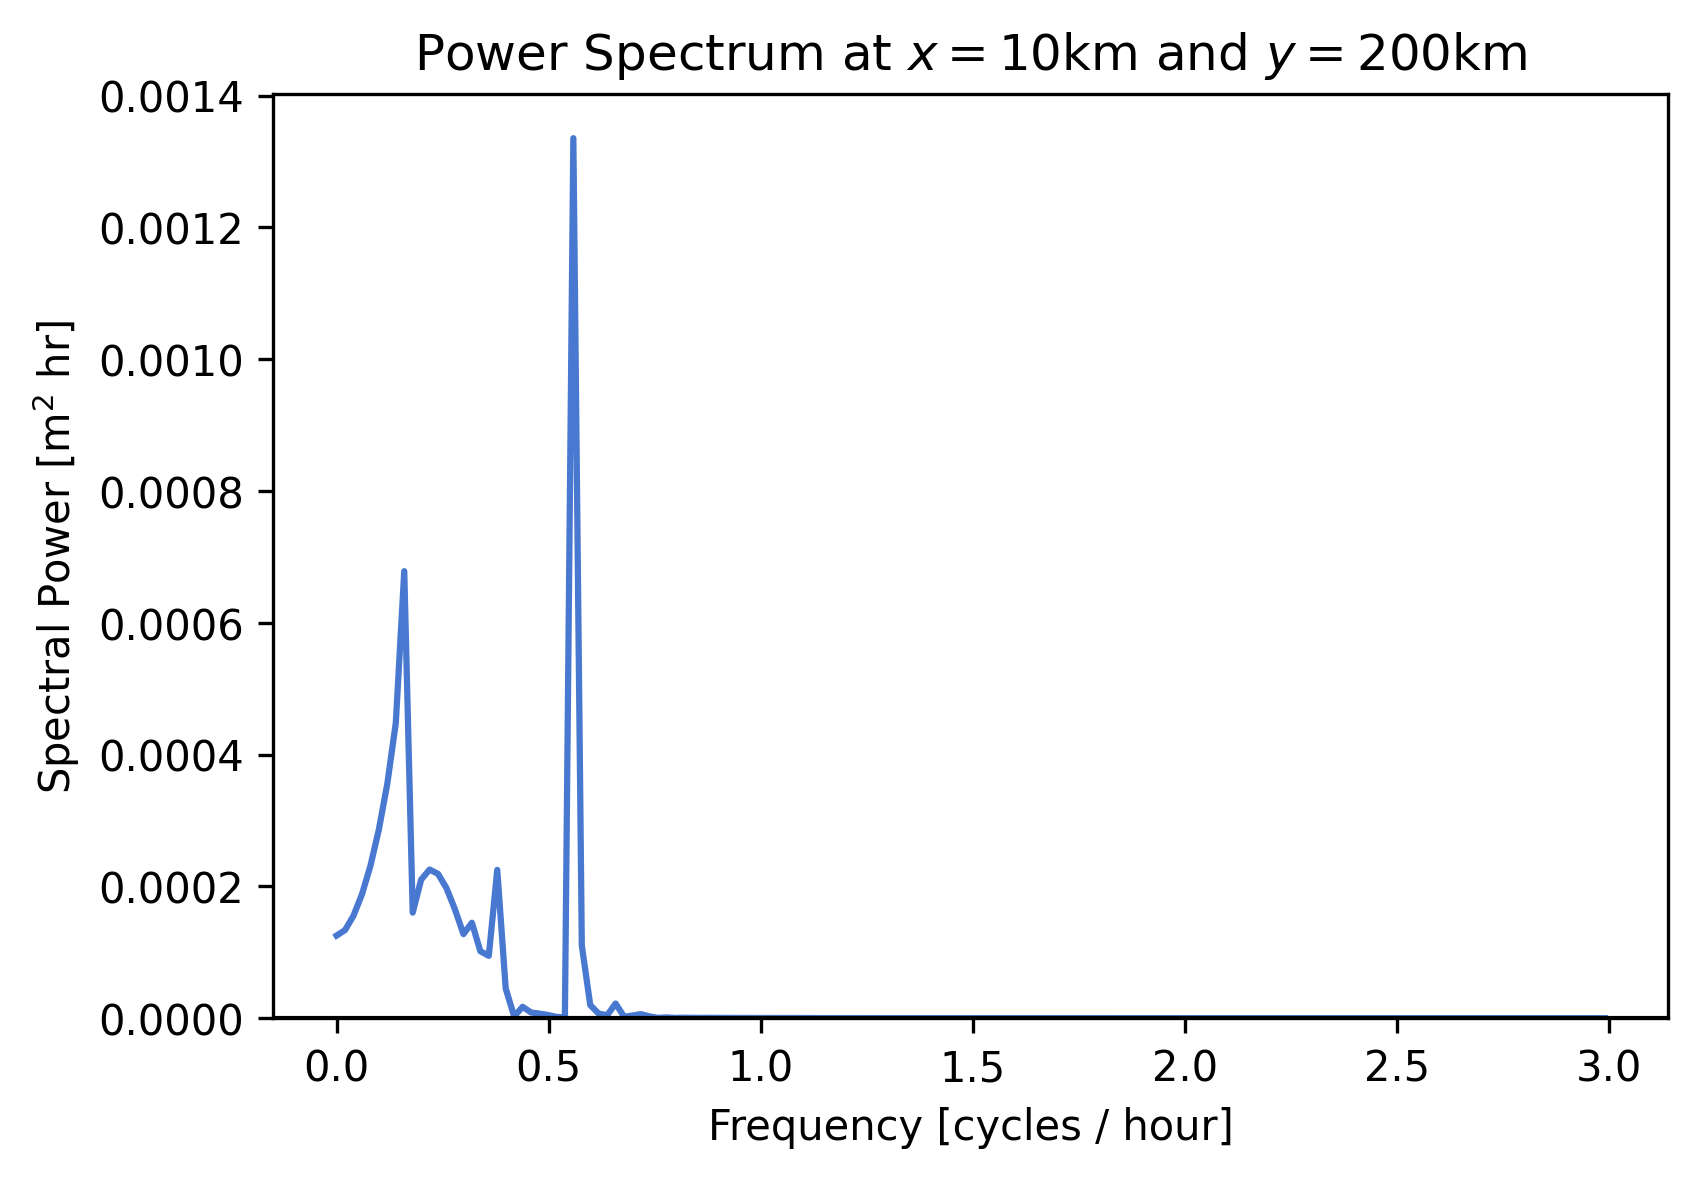 Power Spectrum at x = 10km and y = 200km
0.0014
0.0012
0.0010
0.0008
0.0006
0.0004
0.0002
0.0000
Spectral Power [m² hr]
0.0 0.5 1.0 1.5 2.0 2.5 3.0
Frequency [cycles / hour]